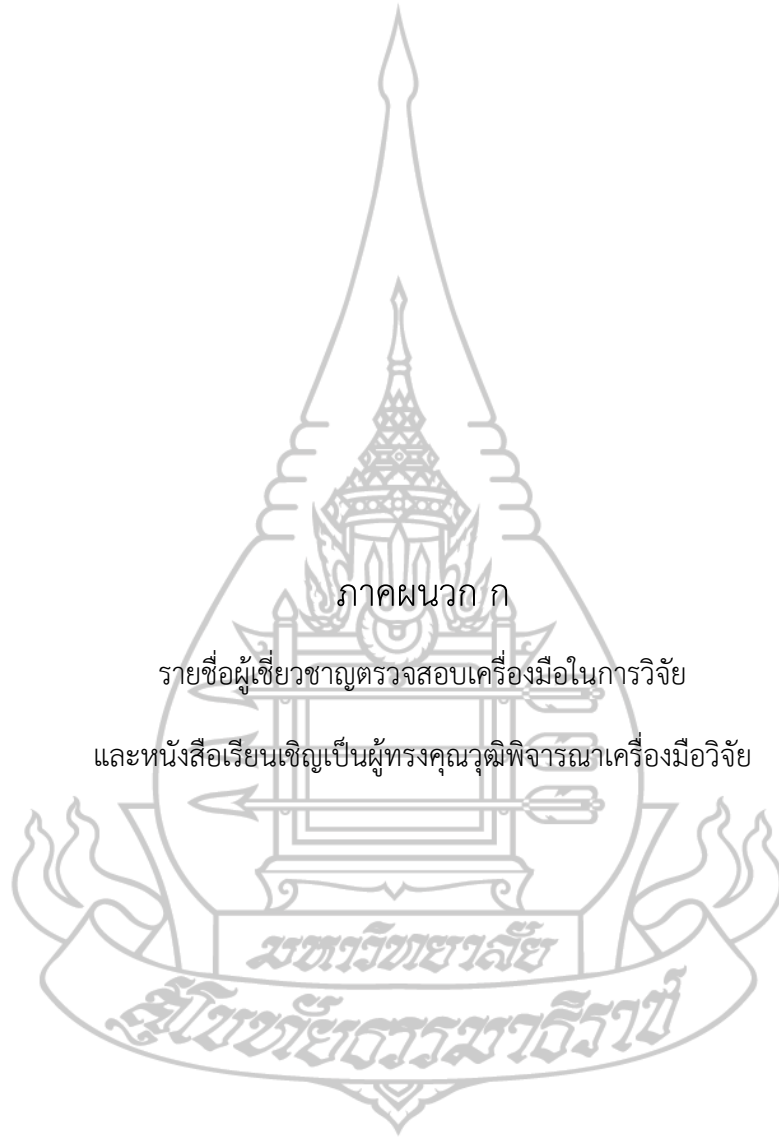 ภาคผนวก ก
รายชื่อผู้เชี่ยวชาญตรวจสอบเครื่องมือในการวิจัย
และหนังสือเรียนเชิญเป็นผู้ทรงคุณวุฒิพิจารณาเครื่องมือวิจัย
มหาวิทยาลัย
สุโขทัยธรรมาธิราช